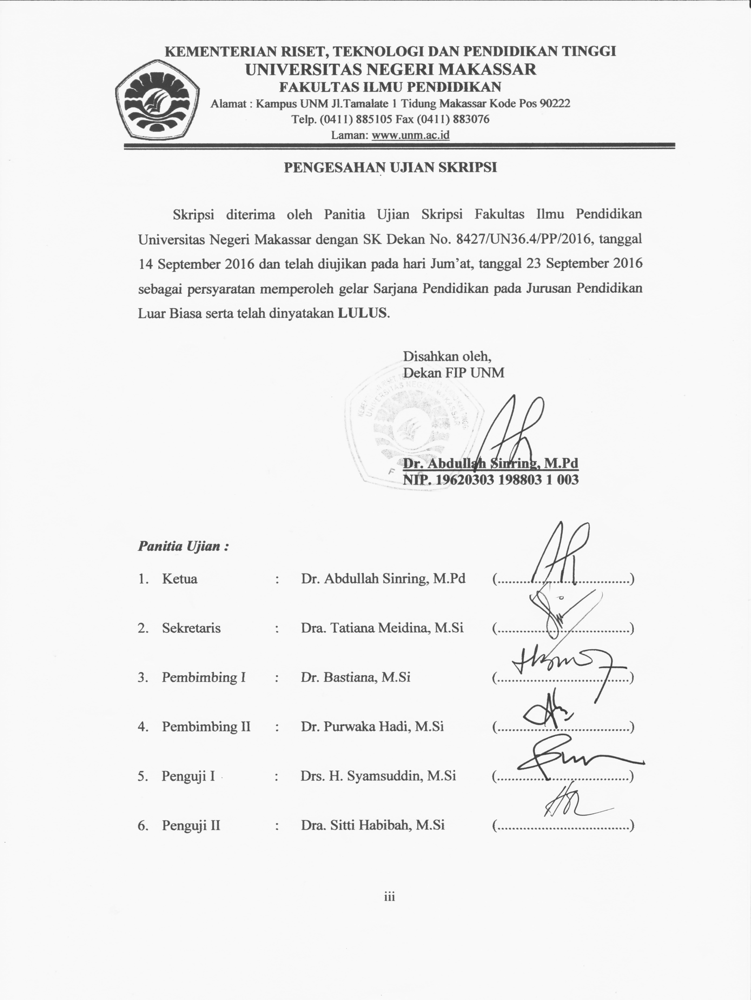 KEMENTERIAN RISET, TEKNOLOGI DAN PENDIDIKAN TINGGI
UNIVERSITAS NEGERI MAKASSAR
FAKULTAS ILMU PENDIDIKAN
Alamat : Kampus UNM Jl.Tamalate 1 Tidung Makassar Kode Pos 90222
Telp. (0411) 885105 Fax (0411) 883076
Laman: www.unm.ac.id
PENGESAHAN UJIAN SKRIPSI
Skripsi diterima oleh Panitia Ujian Skripsi Fakultas Ilmu Pendidikan
Universitas Negeri Makassar dengan SK Dekan No. 8427/UN36.4/PP/2016, tanggal
14 September 2016 dan telah diujikan pada hari Jum’at, tanggal 23 September 2016
sebagai persyaratan memperoleh gelar Sarjana Pendidikan pada Jurusan Pendidikan
Luar Biasa serta telah dinyatakan LULUS.
Disahkan oleh,
Dekan FIP UNM
UNIVERSITAS NEGERI MAKASSAR
F I P
Dr. Abdullah Sinring, M.Pd
NIP. 19620303 198803 1 003
Panitia Ujian :
1. Ketua : Dr. Abdullah Sinring, M.Pd (..................................)
2. Sekretaris : Dra. Tatiana Meidina, M.Si (..................................)
3. Pembimbing I : Dr. Bastiana, M.Si (..................................)
4. Pembimbing II : Dr. Purwaka Hadi, M.Si (..................................)
5. Penguji I : Drs. H. Syamsuddin, M.Si (..................................)
6. Penguji II : Dra. Sitti Habibah, M.Si (..................................)
iii